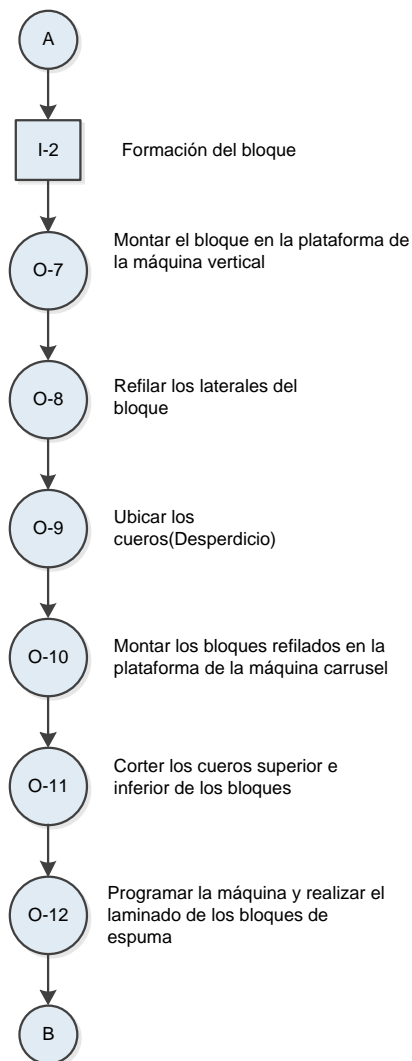 A
I-2
Formación del bloque
O-7
Montar el bloque en la plataforma de
la máquina vertical
O-8
Refilar los laterales del
bloque
O-9
Ubicar los
cueros(Desperdicio)
O-10
Montar los bloques refilados en la
plataforma de la máquina carrusel
O-11
Corter los cueros superior e
inferior de los bloques
O-12
Programar la máquina y realizar el
laminado de los bloques de
espuma
B